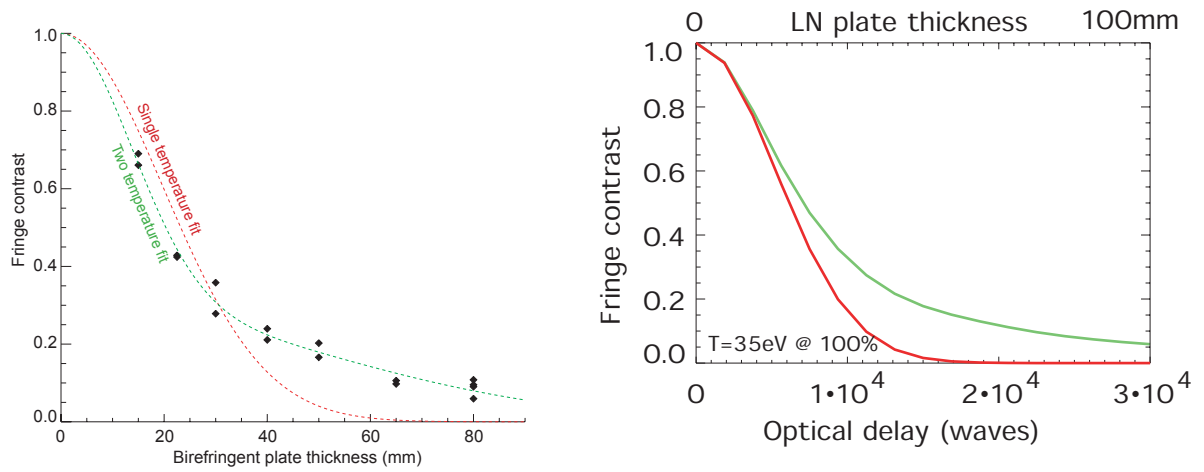 1.0
0.8
0.6
0.4
0.2
0.0
Fringe contrast
Single temperature fit
Two temperature fit
0 20 40 60 80
Birefringent plate thickness (mm)
0 LN plate thickness 100mm
1.0
0.8
0.6
0.4
0.2
0.0
Fringe contrast
T=35eV @ 100%
0 1•10⁴ 2•10⁴ 3•10⁴
Optical delay (waves)